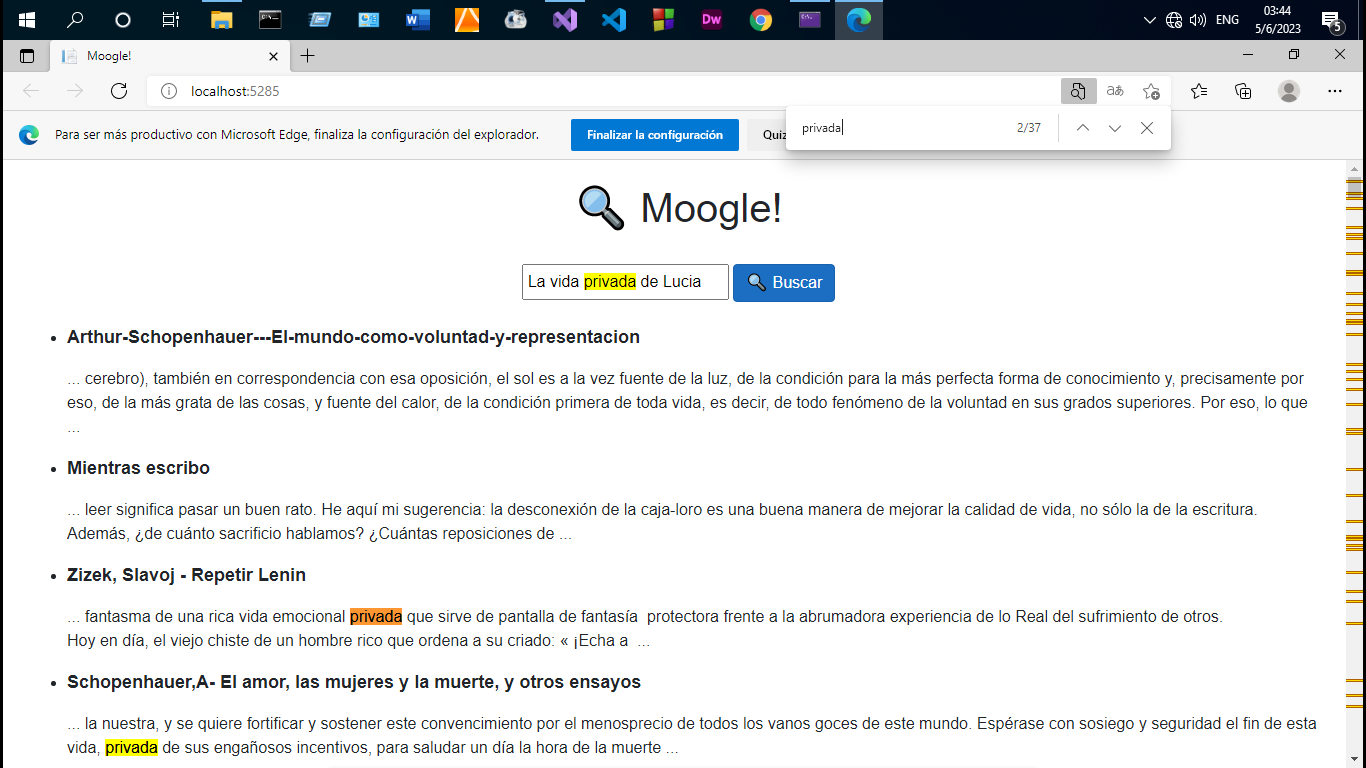 Dw
ENG
03:44
5/6/2023
5
Moogle!
localhost:5285
aあ
Para ser más productivo con Microsoft Edge, finaliza la configuración del explorador.
Finalizar la configuración
Quiz
privada
2/37
Moogle!
La vida privada de Lucia
Buscar
• Arthur-Schopenhauer---El-mundo-como-voluntad-y-representacion
... cerebro), también en correspondencia con esa oposición, el sol es a la vez fuente de la luz, de la condición para la más perfecta forma de conocimiento y, precisamente por
eso, de la más grata de las cosas, y fuente del calor, de la condición primera de toda vida, es decir, de todo fenómeno de la voluntad en sus grados superiores. Por eso, lo que
...
• Mientras escribo
... leer significa pasar un buen rato. He aquí mi sugerencia: la desconexión de la caja-loro es una buena manera de mejorar la calidad de vida, no sólo la de la escritura.
Además, ¿de cuánto sacrificio hablamos? ¿Cuántas reposiciones de ...
• Zizek, Slavoj - Repetir Lenin
... fantasma de una rica vida emocional privada que sirve de pantalla de fantasía protectora frente a la abrumadora experiencia de lo Real del sufrimiento de otros.
Hoy en día, el viejo chiste de un hombre rico que ordena a su criado: « ¡Echa a ...
• Schopenhauer,A- El amor, las mujeres y la muerte, y otros ensayos
... la nuestra, y se quiere fortificar y sostener este convencimiento por el menosprecio de todos los vanos goces de este mundo. Espérase con sosiego y seguridad el fin de esta
vida, privada de sus engañosos incentivos, para saludar un día la hora de la muerte ...